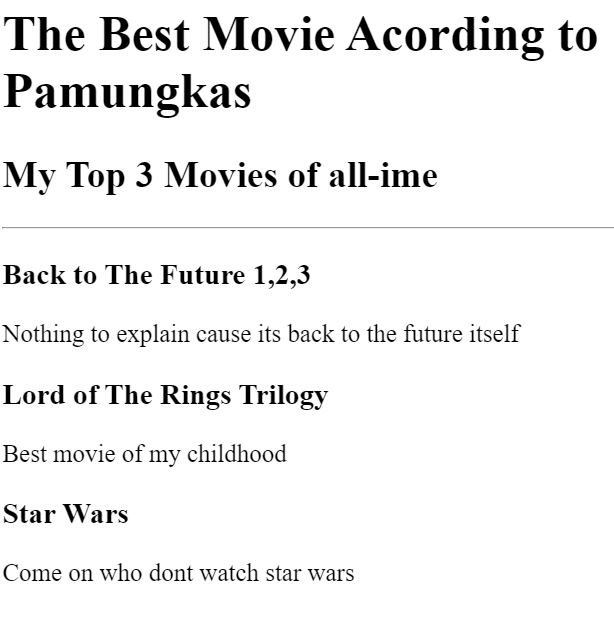 The Best Movie Acording to
Pamungkas
My Top 3 Movies of all-ime
Back to The Future 1,2,3
Nothing to explain cause its back to the future itself
Lord of The Rings Trilogy
Best movie of my childhood
Star Wars
Come on who dont watch star wars